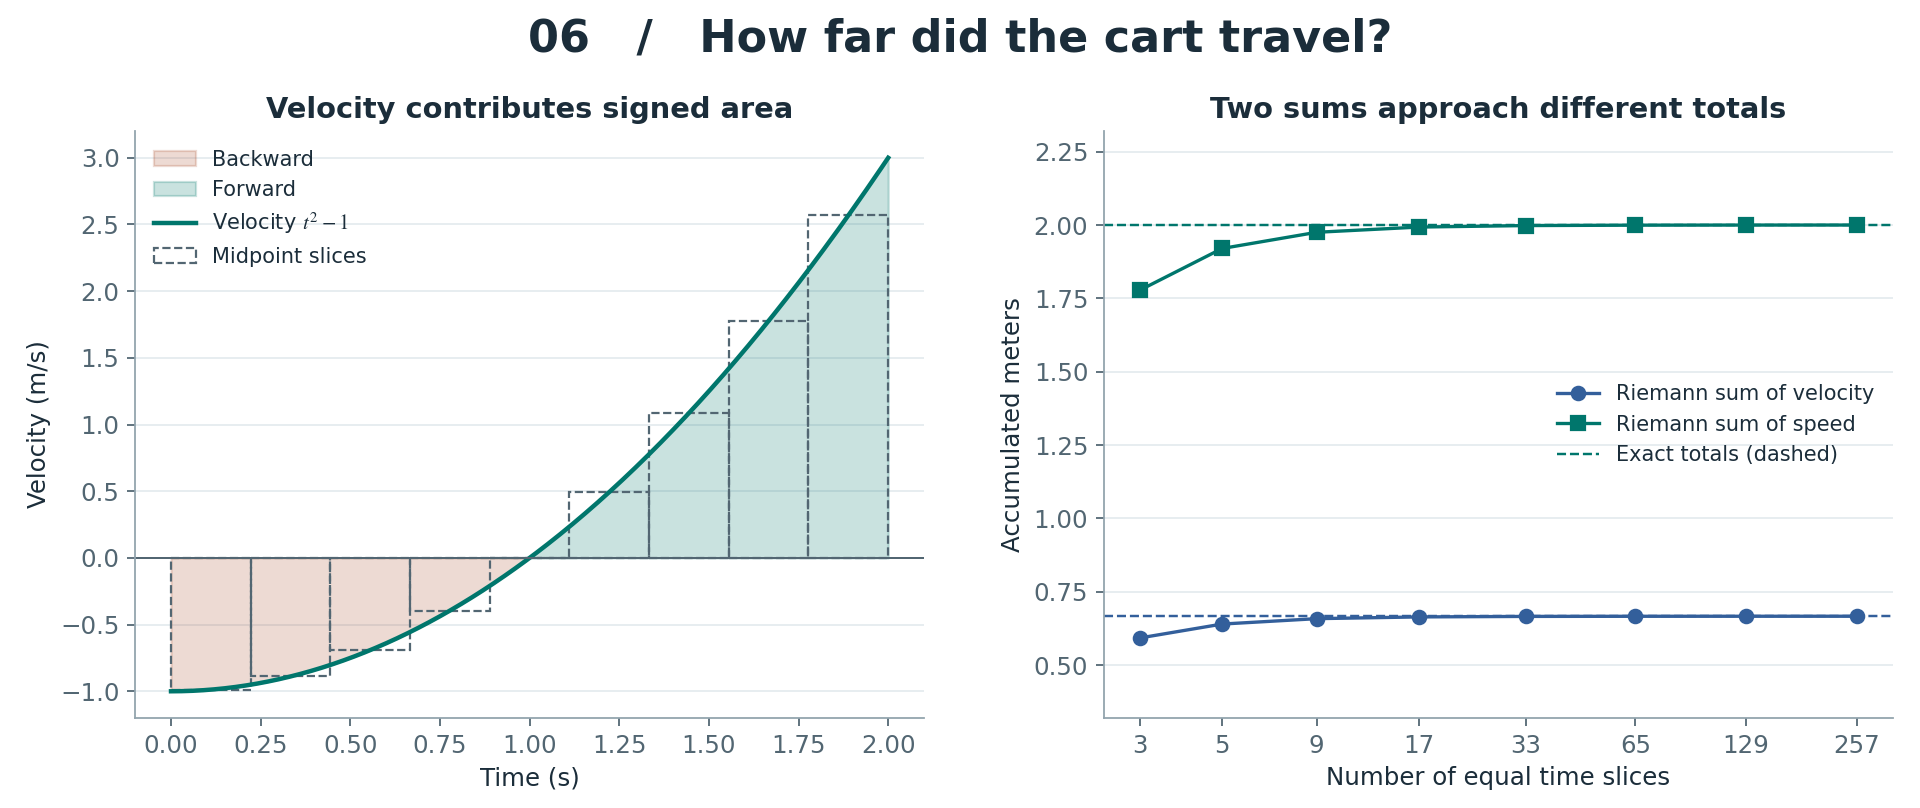 06 / How far did the cart travel?
Velocity contributes signed area
Backward
Forward
Velocity t² − 1
Midpoint slices
3.0
2.5
2.0
1.5
1.0
0.5
0.0
−0.5
−1.0
Velocity (m/s)
0.00 0.25 0.50 0.75 1.00 1.25 1.50 1.75 2.00
Time (s)
Two sums approach different totals
2.25
2.00
1.75
1.50
1.25
1.00
0.75
0.50
Accumulated meters
Riemann sum of velocity
Riemann sum of speed
Exact totals (dashed)
3 5 9 17 33 65 129 257
Number of equal time slices